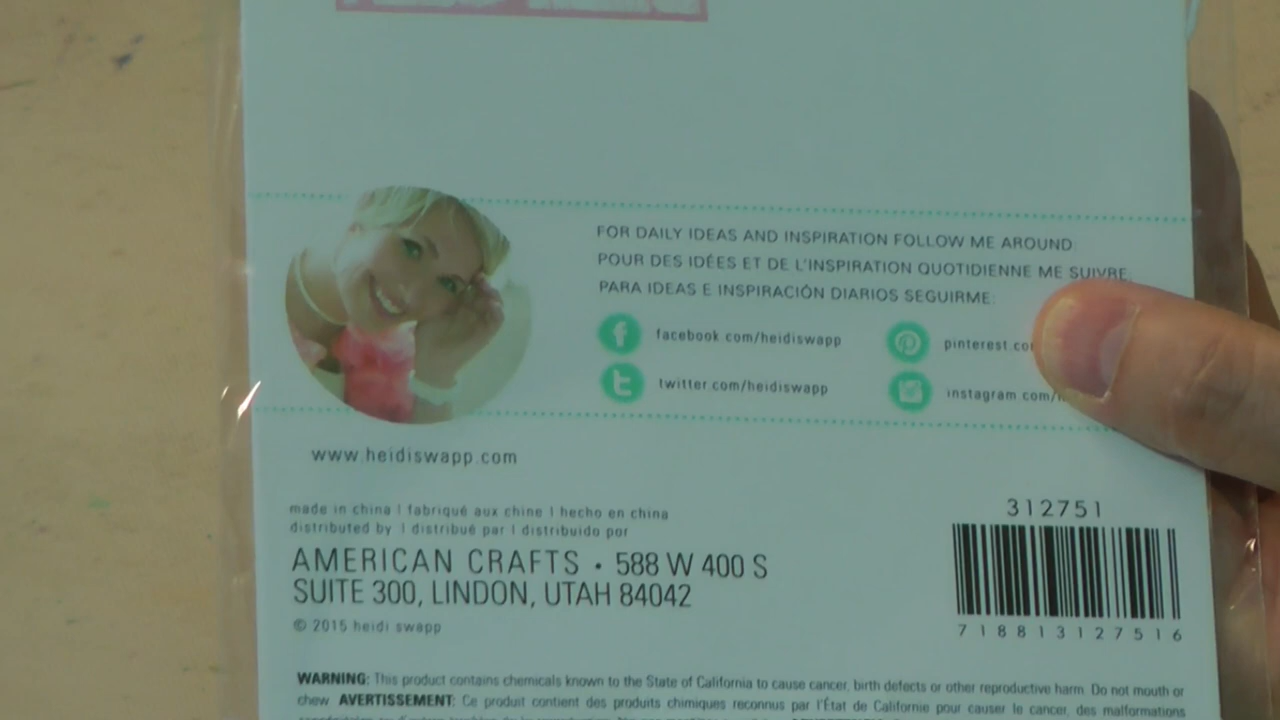 FOR DAILY IDEAS AND INSPIRATION FOLLOW ME AROUND:
POUR DES IDÉES ET DE L'INSPIRATION QUOTIDIENNE ME SUIVRE:
PARA IDEAS E INSPIRACIÓN DIARIOS SEGUIRME:
facebook.com/heidiswapp
pinterest.co
twitter.com/heidiswapp
instagram.com/
www.heidiswapp.com
made in china | fabriqué aux chine | hecho en china
distributed by | distribué par | distribuido por
312751
AMERICAN CRAFTS • 588 W 400 S
SUITE 300, LINDON, UTAH 84042
© 2015 heidi swapp
718813127516
WARNING: This product contains chemicals known to the State of California to cause cancer, birth defects or other reproductive harm. Do not mouth or
chew. AVERTISSEMENT: Ce produit contient des produits chimiques reconnus par l'État de Californie pour causer le cancer, des malformations